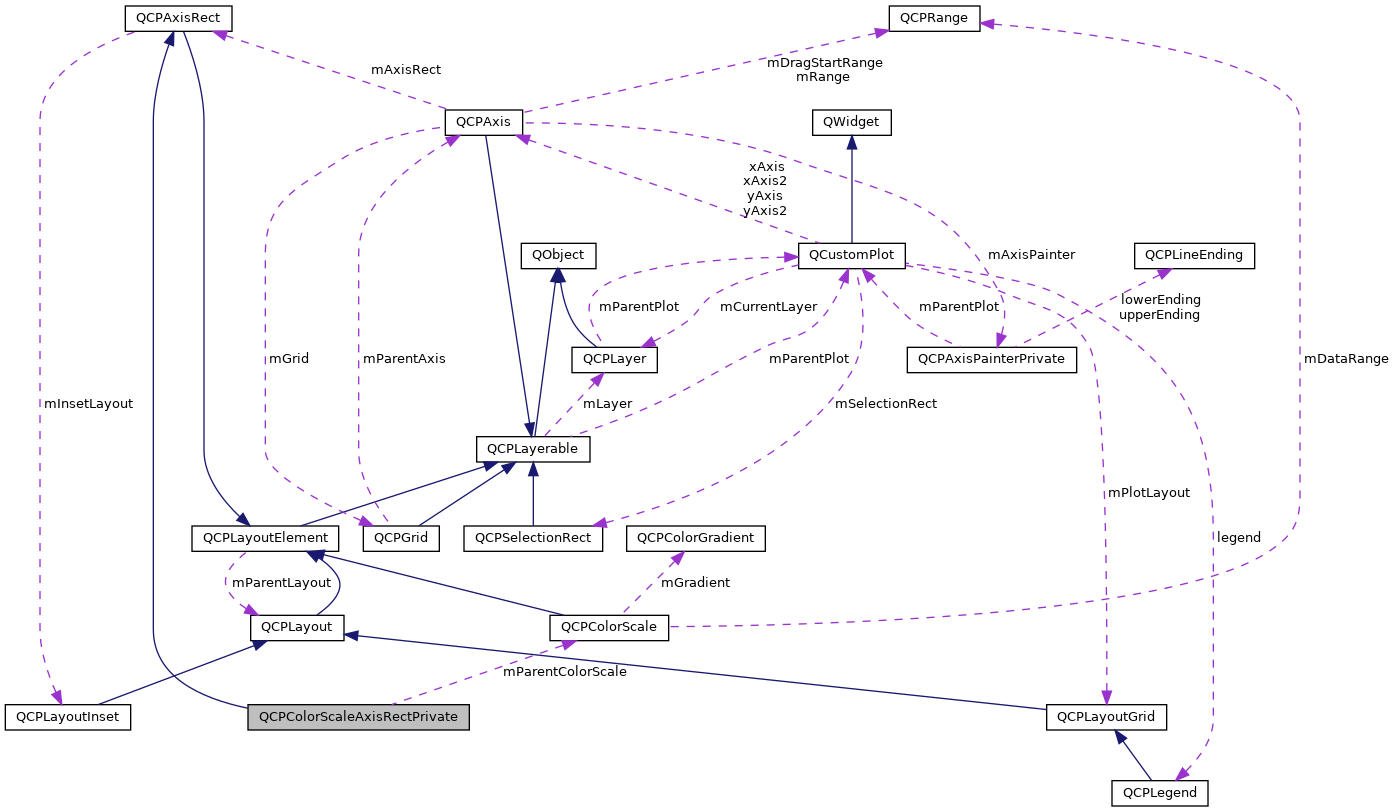 QCPAxisRect
QCPRange
mDragStartRange
mRange
mAxisRect
QCPAxis
QWidget
xAxis
xAxis2
yAxis
yAxis2
QObject
QCustomPlot
mAxisPainter
QCPLineEnding
mParentPlot
mCurrentLayer
mParentPlot
lowerEnding
upperEnding
mGrid
mParentAxis
QCPLayer
mParentPlot
QCPAxisPainterPrivate
mDataRange
mInsetLayout
mLayer
mSelectionRect
QCPLayerable
mPlotLayout
QCPLayoutElement
QCPGrid
QCPSelectionRect
QCPColorGradient
legend
mParentLayout
mGradient
QCPLayout
QCPColorScale
mParentColorScale
QCPLayoutInset
QCPColorScaleAxisRectPrivate
QCPLayoutGrid
QCPLegend